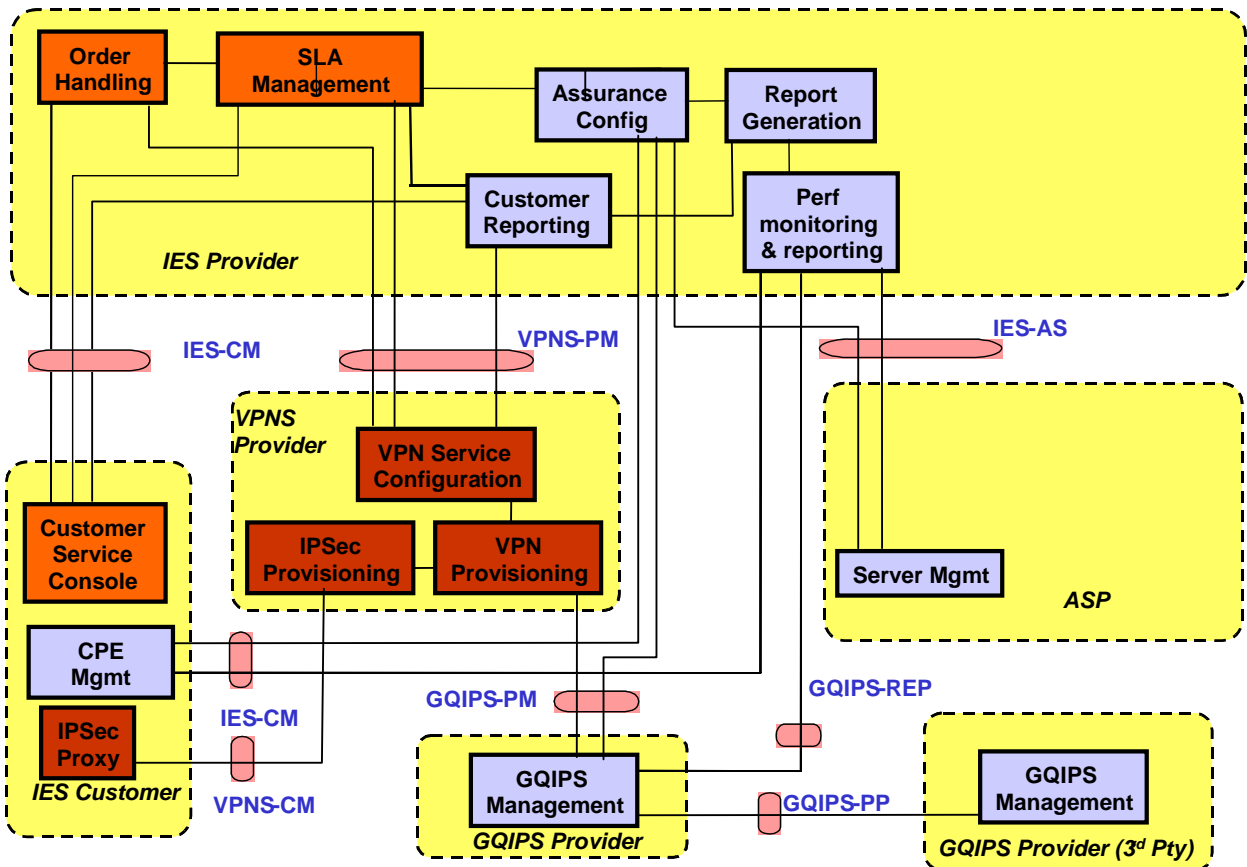 Order
Handling
SLA
Management
Assurance
Config
Report
Generation
Customer
Reporting
Perf
monitoring
& reporting
IES Provider
IES-CM
VPNS-PM
IES-AS
VPNS
Provider
VPN Service
Configuration
IPSec
Provisioning
VPN
Provisioning
Customer
Service
Console
CPE
Mgmt
IPSec
Proxy
IES Customer
Server Mgmt
ASP
IES-CM
VPNS-CM
GQIPS-PM
GQIPS-REP
GQIPS
Management
GQIPS Provider
GQIPS-PP
GQIPS
Management
GQIPS Provider (3rd Pty)